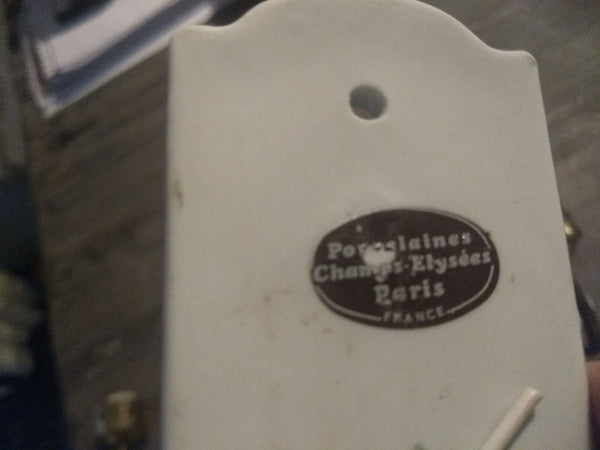 Porcelaines
Champs-Elysées
Paris
FRANCE